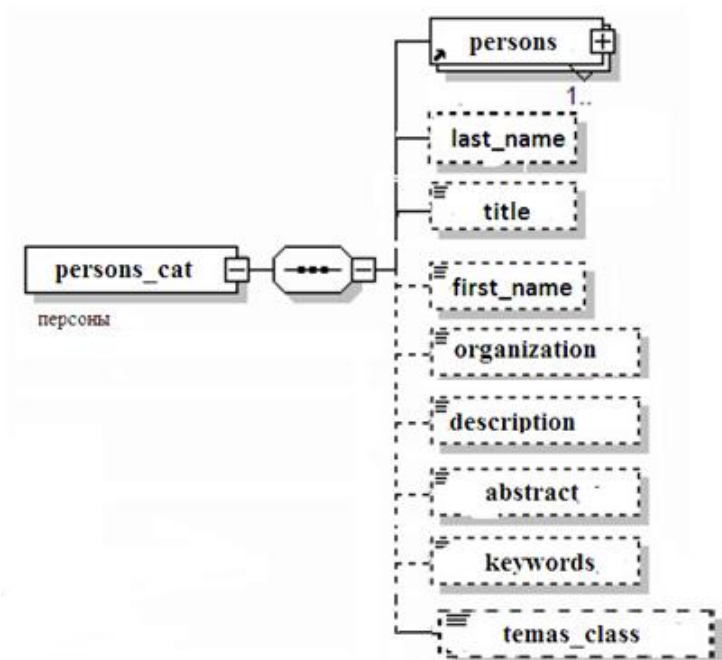 persons
1..
last_name
title
persons_cat
персоны
first_name
organization
description
abstract
keywords
temas_class